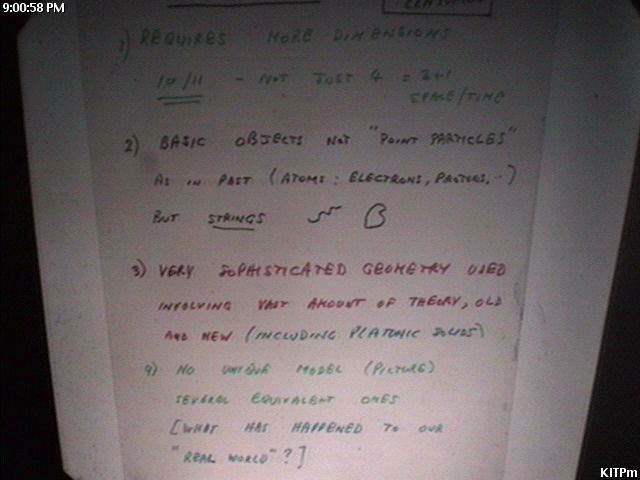 9:00:58 PM
1) REQUIRES MORE DIMENSIONS
10/11 - NOT JUST 4 = 3+1
SPACE/TIME
2) BASIC OBJECTS NOT "POINT PARTICLES"
AS IN PAST (ATOMS: ELECTRONS, PROTONS, ..)
BUT STRINGS
3) VERY SOPHISTICATED GEOMETRY USED
INVOLVING VAST AMOUNT OF THEORY, OLD
AND NEW (INCLUDING PLATONIC SOLIDS)
4) NO UNIQUE MODEL (PICTURE)
SEVERAL EQUIVALENT ONES
[WHAT HAS HAPPENED TO OUR
"REAL WORLD"?]
KITPm